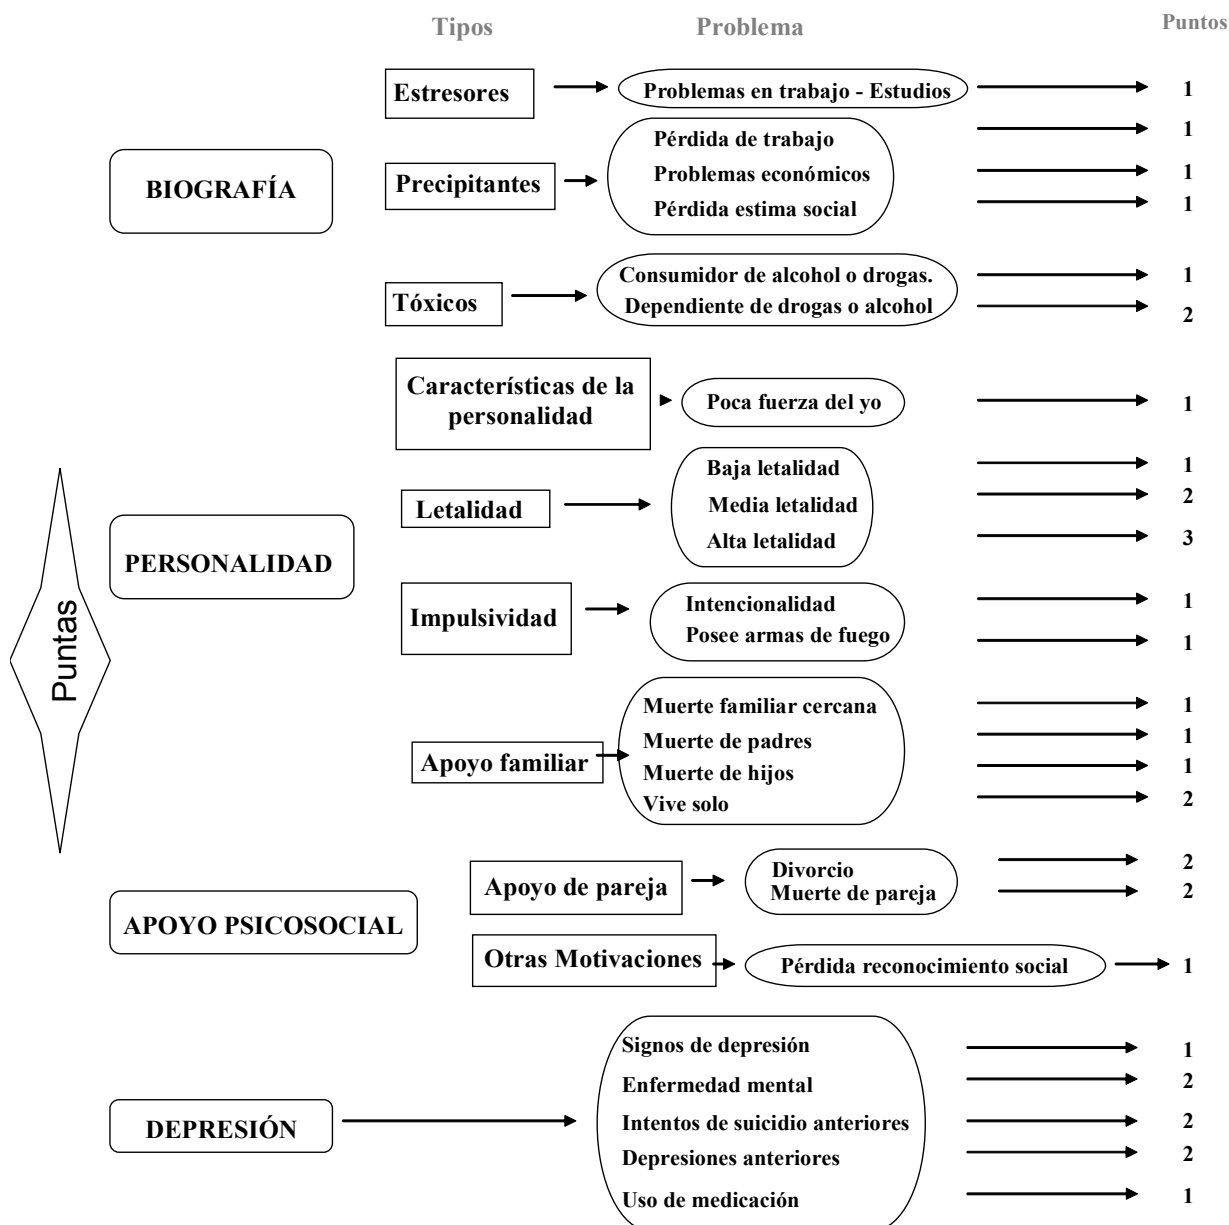 Tipos Problema Puntos
Estresores Problemas en trabajo - Estudios 1
Pérdida de trabajo 1
BIOGRAFÍA Precipitantes Problemas económicos 1
Pérdida estima social 1
Consumidor de alcohol o drogas. 1
Tóxicos Dependiente de drogas o alcohol 2
Características de la
personalidad Poca fuerza del yo 1
Baja letalidad 1
Letalidad Media letalidad 2
Alta letalidad 3
PERSONALIDAD
Impulsividad Intencionalidad 1
Posee armas de fuego 1
Puntas
Muerte familiar cercana 1
Muerte de padres 1
Apoyo familiar Muerte de hijos 1
Vive solo 2
Apoyo de pareja Divorcio 2
Muerte de pareja 2
APOYO PSICOSOCIAL
Otras Motivaciones Pérdida reconocimiento social 1
Signos de depresión 1
Enfermedad mental 2
DEPRESIÓN Intentos de suicidio anteriores 2
Depresiones anteriores 2
Uso de medicación 1